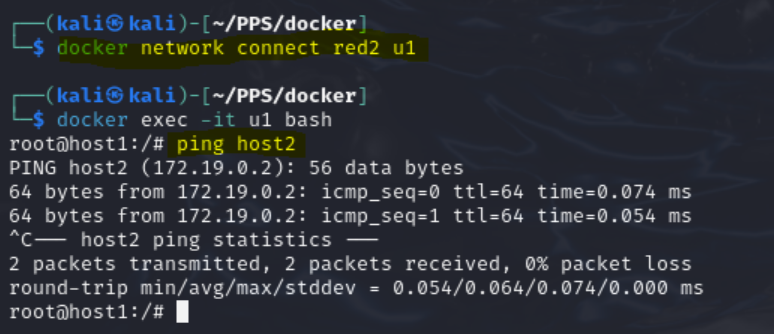 ┌──(kali㉿kali)-[~/PPS/docker]
└─$ docker network connect red2 u1
┌──(kali㉿kali)-[~/PPS/docker]
└─$ docker exec -it u1 bash
root@host1:/# ping host2
PING host2 (172.19.0.2): 56 data bytes
64 bytes from 172.19.0.2: icmp_seq=0 ttl=64 time=0.074 ms
64 bytes from 172.19.0.2: icmp_seq=1 ttl=64 time=0.054 ms
^C--- host2 ping statistics ---
2 packets transmitted, 2 packets received, 0% packet loss
round-trip min/avg/max/stddev = 0.054/0.064/0.074/0.000 ms
root@host1:/#